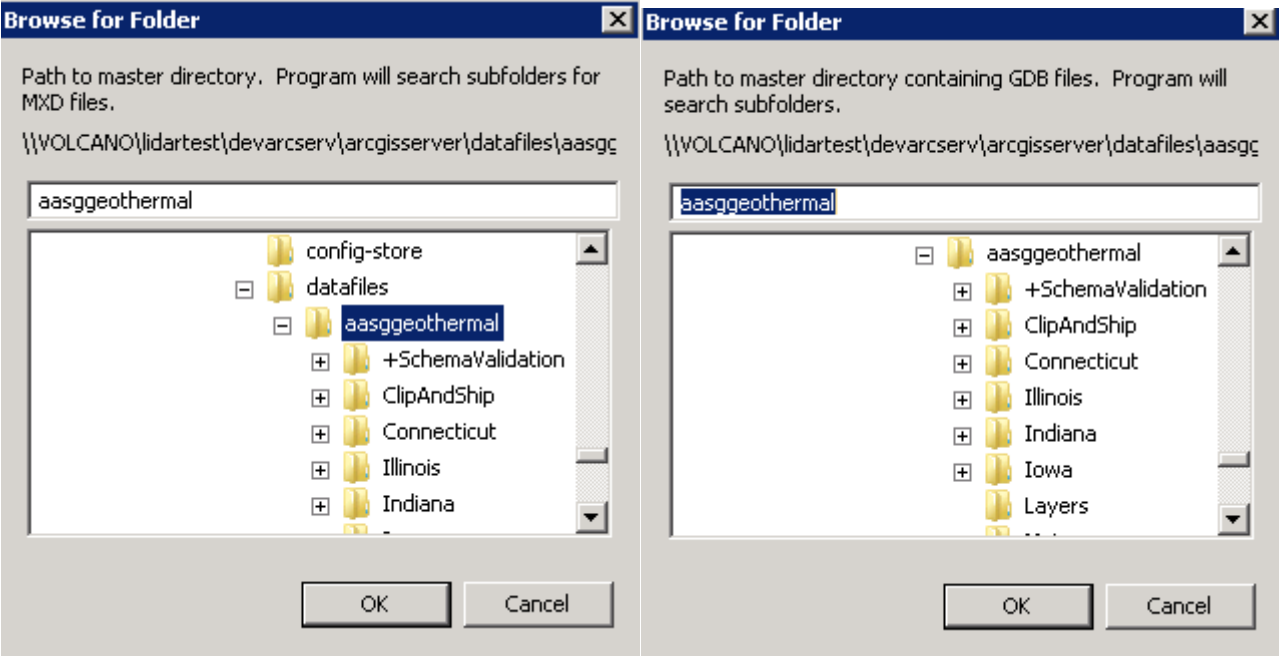 Browse for Folder
Path to master directory. Program will search subfolders for
MXD files.
\\VOLCANO\lidartest\devarcserv\arcgisserver\datafiles\aasgg
aasggeothermal
config-store
datafiles
aasggeothermal
+SchemaValidation
ClipAndShip
Connecticut
Illinois
Indiana
OK
Cancel
Browse for Folder
Path to master directory containing GDB files. Program will
search subfolders.
\\VOLCANO\lidartest\devarcserv\arcgisserver\datafiles\aasgg
aasggeothermal
aasggeothermal
+SchemaValidation
ClipAndShip
Connecticut
Illinois
Indiana
Iowa
Layers
OK
Cancel